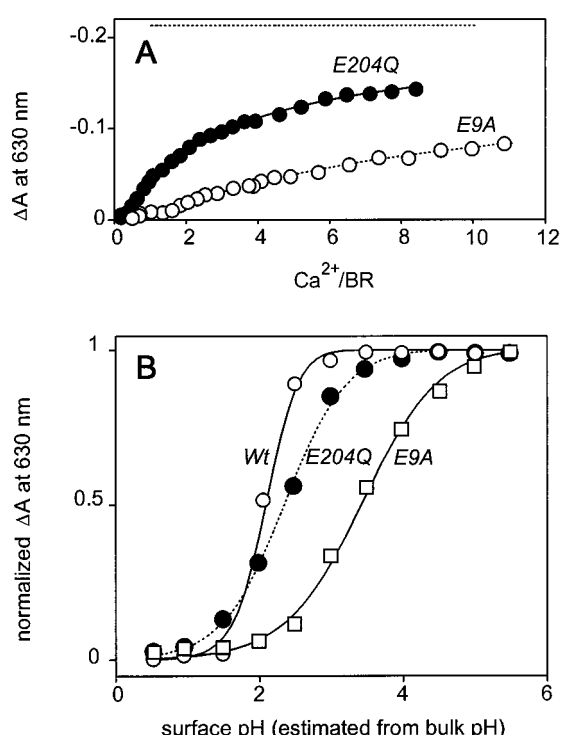 -0.2
A
E204Q
-0.1
E9A
ΔA at 630 nm
0
0 2 4 6 8 10 12
Ca2+/BR
1
B
Wt E204Q E9A
0.5
normalized ΔA at 630 nm
0
0 2 4 6
surface pH (estimated from bulk pH)